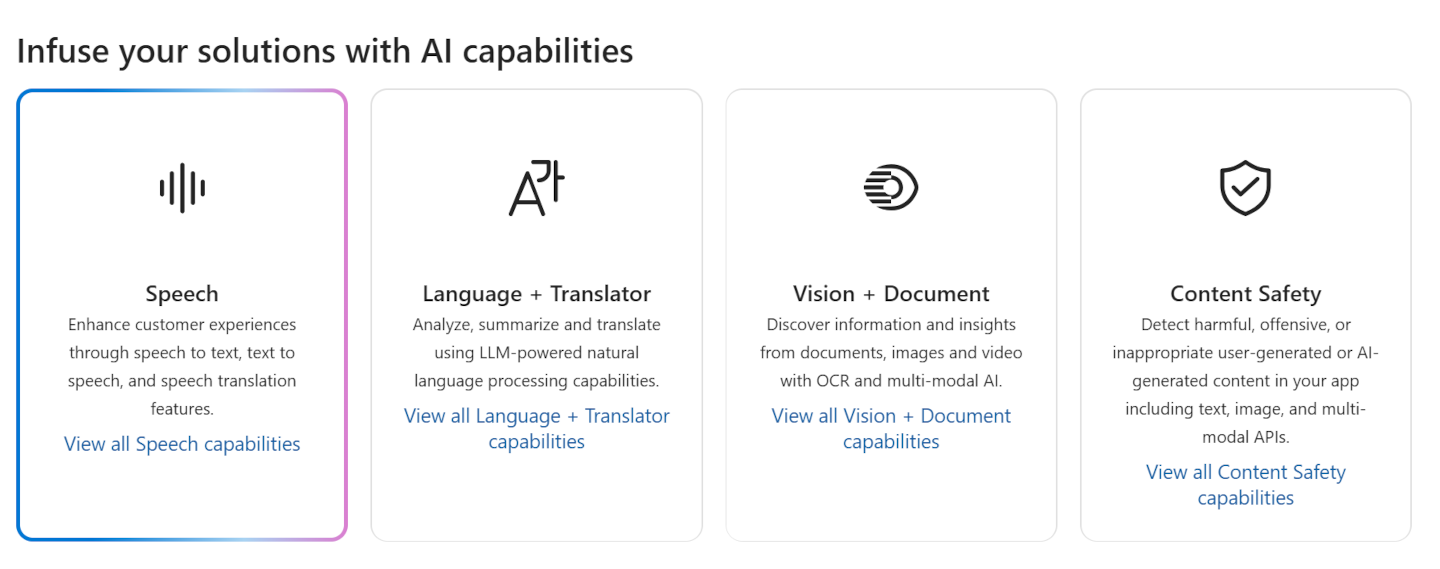 Infuse your solutions with AI capabilities
Speech
Enhance customer experiences
through speech to text, text to
speech, and speech translation
features.
View all Speech capabilities
Language + Translator
Analyze, summarize and translate
using LLM-powered natural
language processing capabilities.
View all Language + Translator
capabilities
Vision + Document
Discover information and insights
from documents, images and video
with OCR and multi-modal AI.
View all Vision + Document
capabilities
Content Safety
Detect harmful, offensive, or
inappropriate user-generated or AI-
generated content in your app
including text, image, and multi-
modal APIs.
View all Content Safety
capabilities